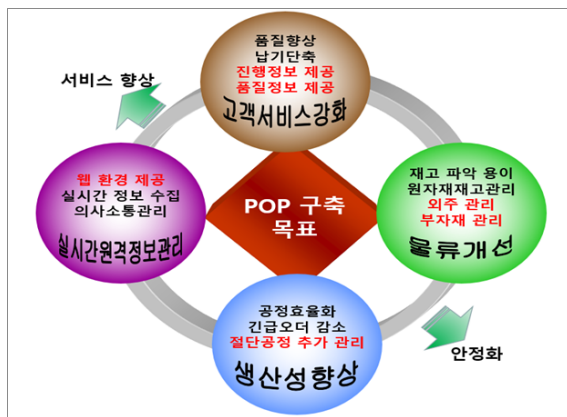 품질향상
납기단축
진행정보 제공
품질정보 제공
고객서비스강화
서비스 향상
웹 환경 제공
실시간 정보 수집
의사소통관리
실시간원격정보관리
POP 구축
목표
재고 파악 용이
원자재재고관리
외주 관리
부자재 관리
물류개선
공정효율화
긴급오더 감소
절단공정 추가 관리
생산성향상
안정화